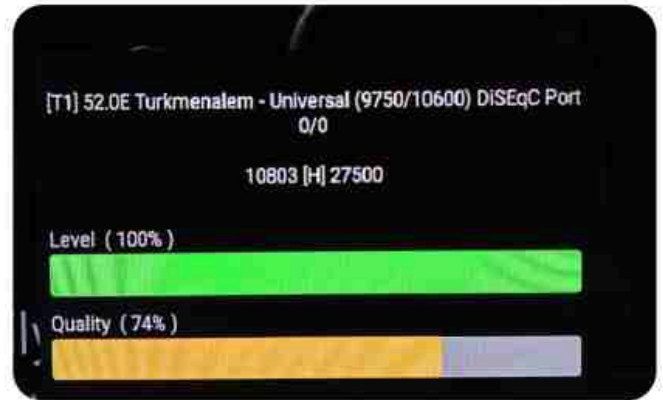 [T1] 52.0E Turkmenalem - Universal (9750/10600) DiSEqC Port
0/0
10803 [H] 27500
Level (100%)
Quality (74%)